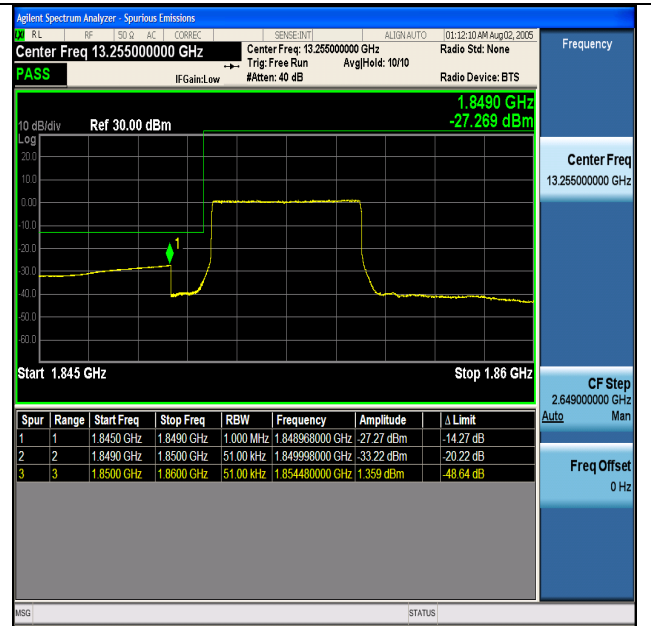 Agilent Spectrum Analyzer - Spurious Emissions
LXI RL RF 50 Ω AC CORREC SENSE:INT ALIGN AUTO 01:12:10 AM Aug 02, 2005
Center Freq 13.255000000 GHz
Center Freq: 13.255000000 GHz Radio Std: None
Trig: Free Run Avg|Hold: 10/10
PASS IFGain:Low #Atten: 40 dB Radio Device: BTS
1.8490 GHz
10 dB/div Ref 30.00 dBm -27.269 dBm
Log
20.0
10.0
0.00
-10.0
1
-20.0
-30.0
-40.0
-50.0
-60.0
Start 1.845 GHz Stop 1.86 GHz
Spur Range Start Freq Stop Freq RBW Frequency Amplitude Δ Limit
1 1 1.8450 GHz 1.8490 GHz 1.000 MHz 1.848968000 GHz -27.27 dBm -14.27 dB
2 2 1.8490 GHz 1.8500 GHz 51.00 kHz 1.849998000 GHz -33.22 dBm -20.22 dB
3 3 1.8500 GHz 1.8600 GHz 51.00 kHz 1.854480000 GHz 1.359 dBm -48.64 dB
MSG STATUS
Frequency
Center Freq
13.255000000 GHz
CF Step
2.649000000 GHz
Auto Man
Freq Offset
0 Hz